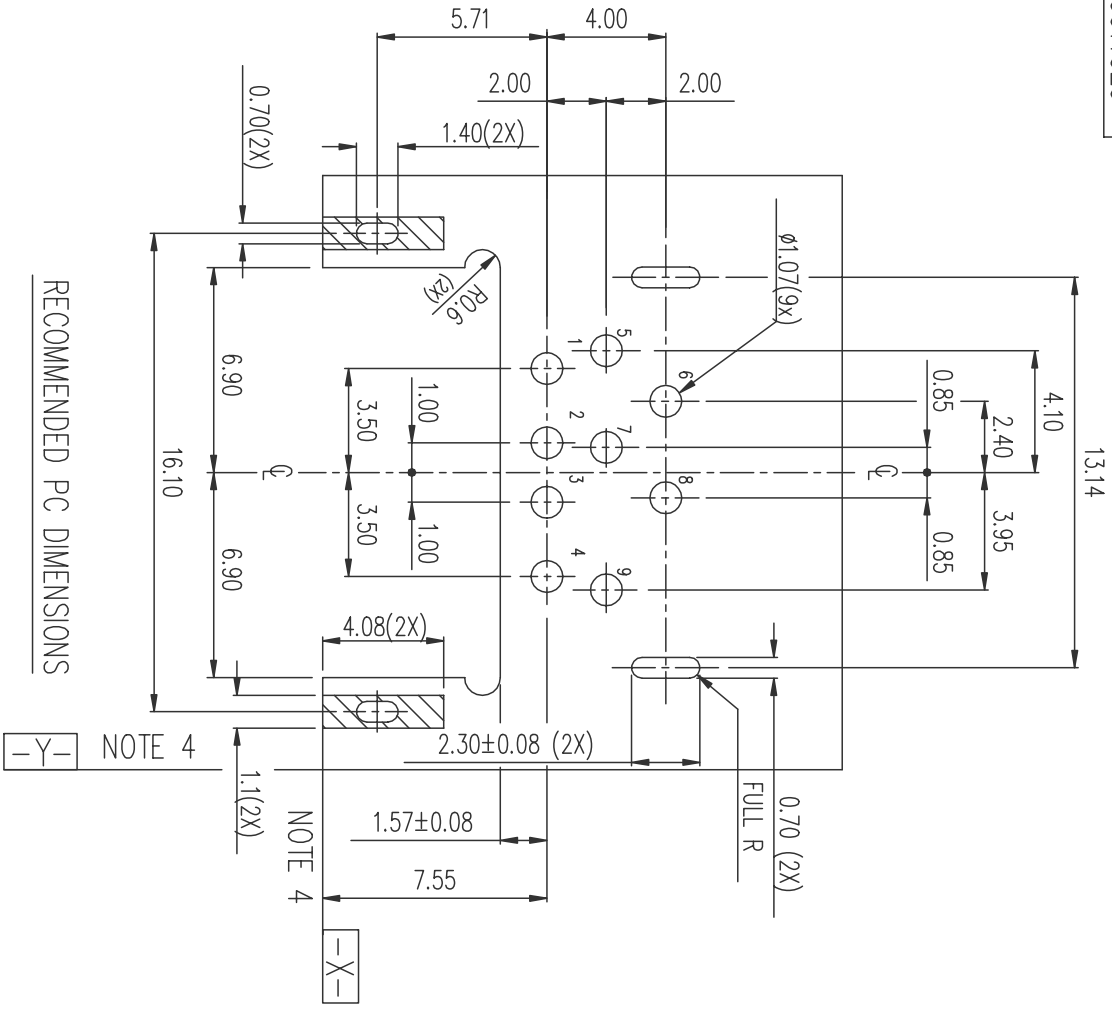 5.71
4.00
2.00
2.00
0.70(2X)
1.40(2X)
Ø1.07(9x)
R0.6
(2X)
1
2
3
4
5
6
7
8
9
13.14
4.10
2.40
3.95
0.85
0.85
6.90
6.90
3.50
3.50
1.00
1.00
16.10
℄
℄
4.08(2X)
2.30±0.08 (2X)
1.57±0.08
7.55
1.1(2X)
0.70 (2X)
FULL R
NOTE 4
-X-
NOTE 4
-Y-
RECOMMENDED PC DIMENSIONS